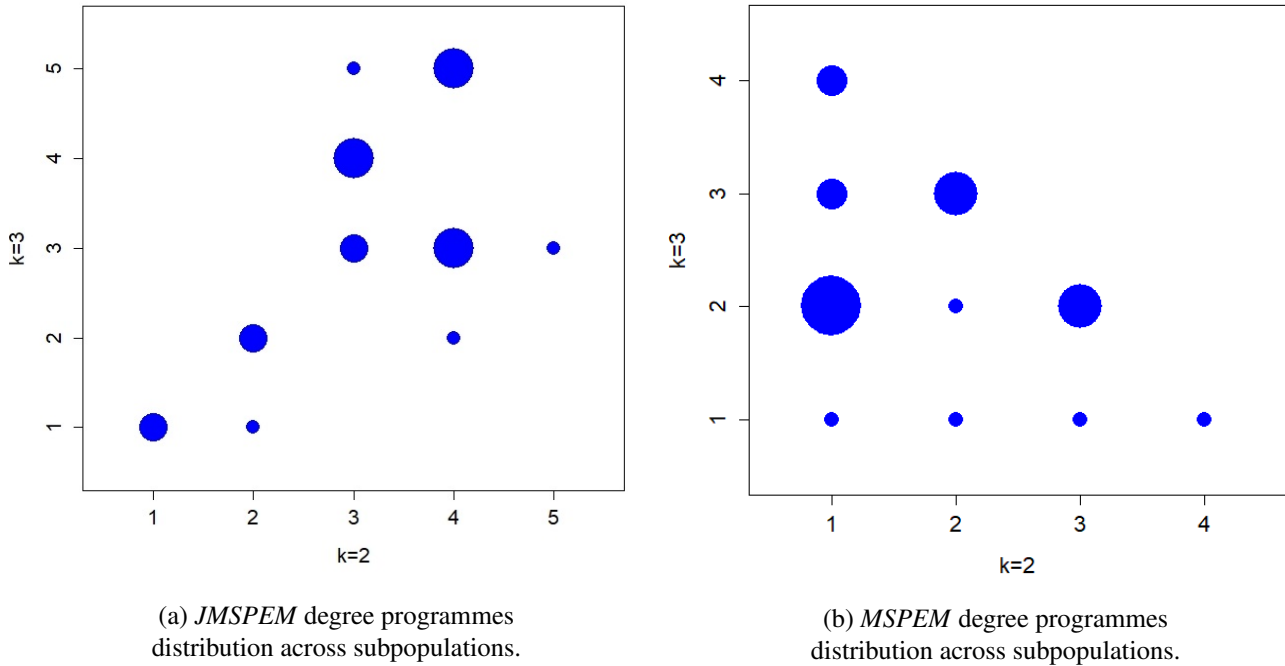 5
4
3
2
1
k=3
1 2 3 4 5
k=2
(a) JMSPEM degree programmes
distribution across subpopulations.
4
3
2
1
k=3
1 2 3 4
k=2
(b) MSPEM degree programmes
distribution across subpopulations.